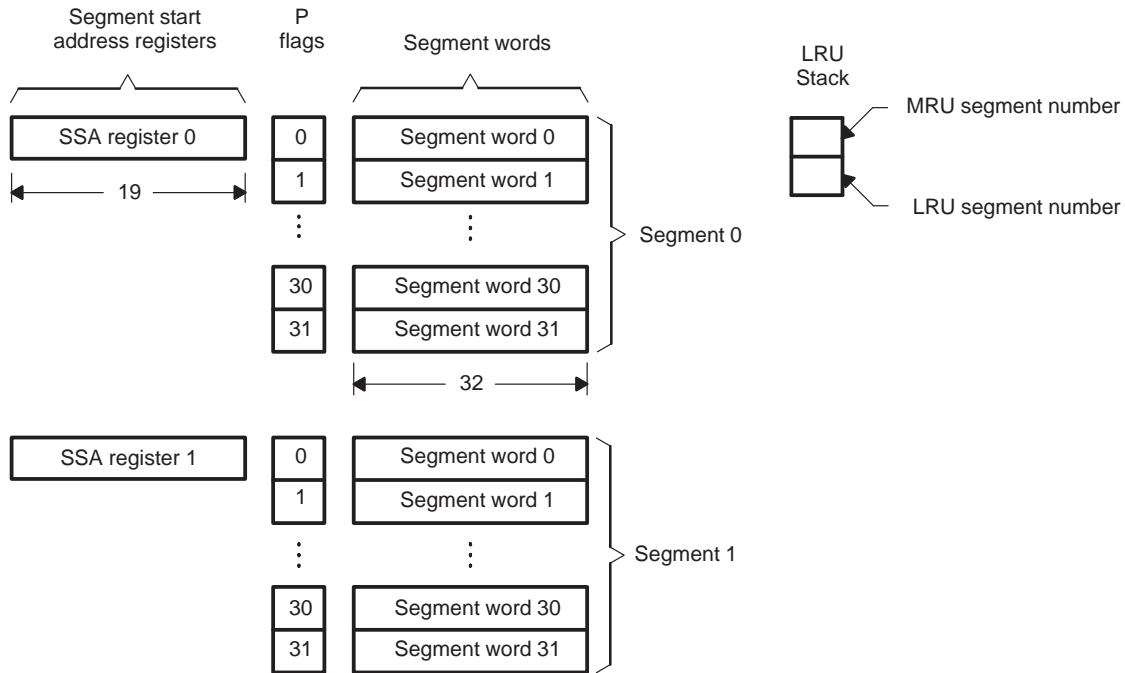 Segment start
address registers
P
flags
Segment words
LRU
Stack
MRU segment number
LRU segment number
SSA register 0
19
0
1
30
31
Segment word 0
Segment word 1
Segment word 30
Segment word 31
32
Segment 0
SSA register 1
0
1
30
31
Segment word 0
Segment word 1
Segment word 30
Segment word 31
Segment 1